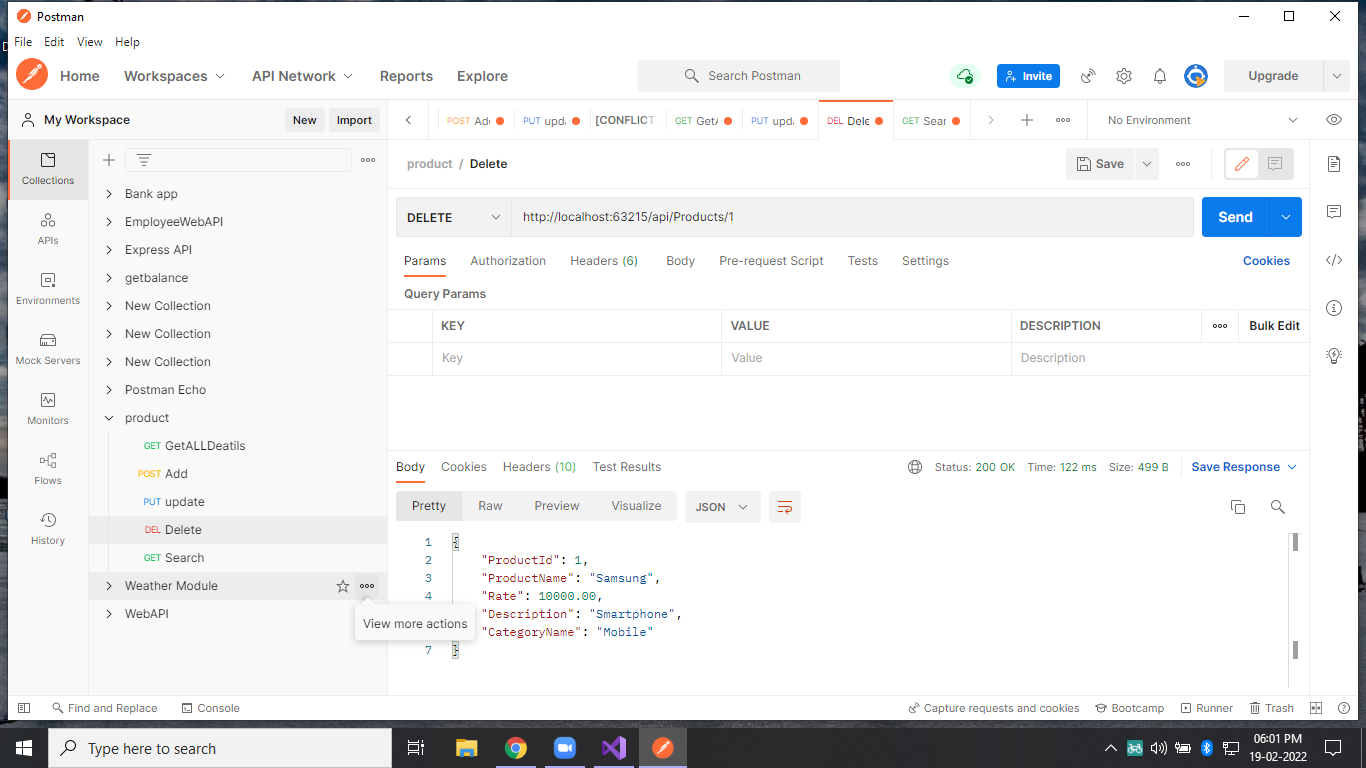 Postman
File Edit View Help
Home Workspaces API Network Reports Explore Search Postman Invite Upgrade
My Workspace New Import POST Ad PUT upd [CONFLICT GET Get PUT upd DEL Dele GET Sear No Environment
product / Delete Save
Collections
APIs
Environments
Mock Servers
Monitors
Flows
History
Bank app
EmployeeWebAPI
Express API
getbalance
New Collection
New Collection
New Collection
Postman Echo
product
GET GetALLDeatils
POST Add
PUT update
DEL Delete
GET Search
Weather Module
WebAPI
View more actions
DELETE http://localhost:63215/api/Products/1 Send
Params Authorization Headers (6) Body Pre-request Script Tests Settings Cookies
Query Params
KEY VALUE DESCRIPTION Bulk Edit
Key Value Description
Body Cookies Headers (10) Test Results Status: 200 OK Time: 122 ms Size: 499 B Save Response
Pretty Raw Preview Visualize JSON
1 {
2 "ProductId": 1,
3 "ProductName": "Samsung",
4 "Rate": 10000.00,
"Description": "Smartphone",
"CategoryName": "Mobile"
7 }
Find and Replace Console Capture requests and cookies Bootcamp Runner Trash
Type here to search
06:01 PM
19-02-2022